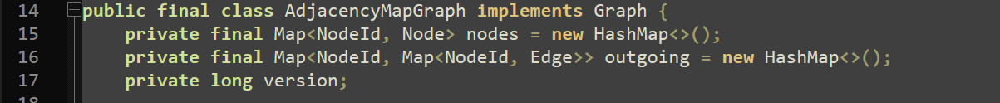 14 public final class AdjacencyMapGraph implements Graph {
15     private final Map<NodeId, Node> nodes = new HashMap<>();
16     private final Map<NodeId, Map<NodeId, Edge>> outgoing = new HashMap<>();
17     private long version;
18